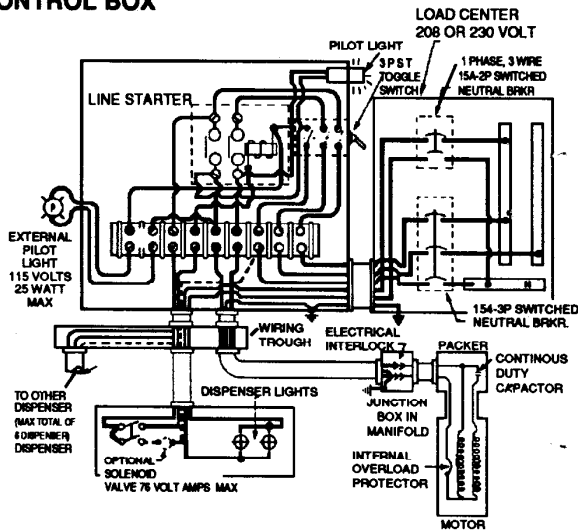 ONTROL BOX
LOAD CENTER
208 OR 230 VOLT
PILOT LIGHT
3 P S T
TOGGLE
SWITCH
1 PHASE, 3 WIRE
15A-2P SWITCHED
NEUTRAL BRKR
LINE STARTER
P
EXTERNAL
PILOT
LIGHT
115 VOLTS
25 WATT
MAX
N
154-3P SWITCHED
NEUTRAL BRKR.
WIRING
TROUGH
ELECTRICAL
INTERLOCK
PACKER
CONTINOUS
DUTY
CAPACTOR
TO OTHER
DISPENSER
(MAX TOTAL OF
6 DISPENSER)
DISPENSER
DISPENSER LIGHTS
JUNCTION
BOX IN
MANIFOLD
OPTIONAL
SOLENOID
VALVE 76 VOLT AMPS MAX
INTERNAL
OVERLOAD
PROTECTOR
MOTOR